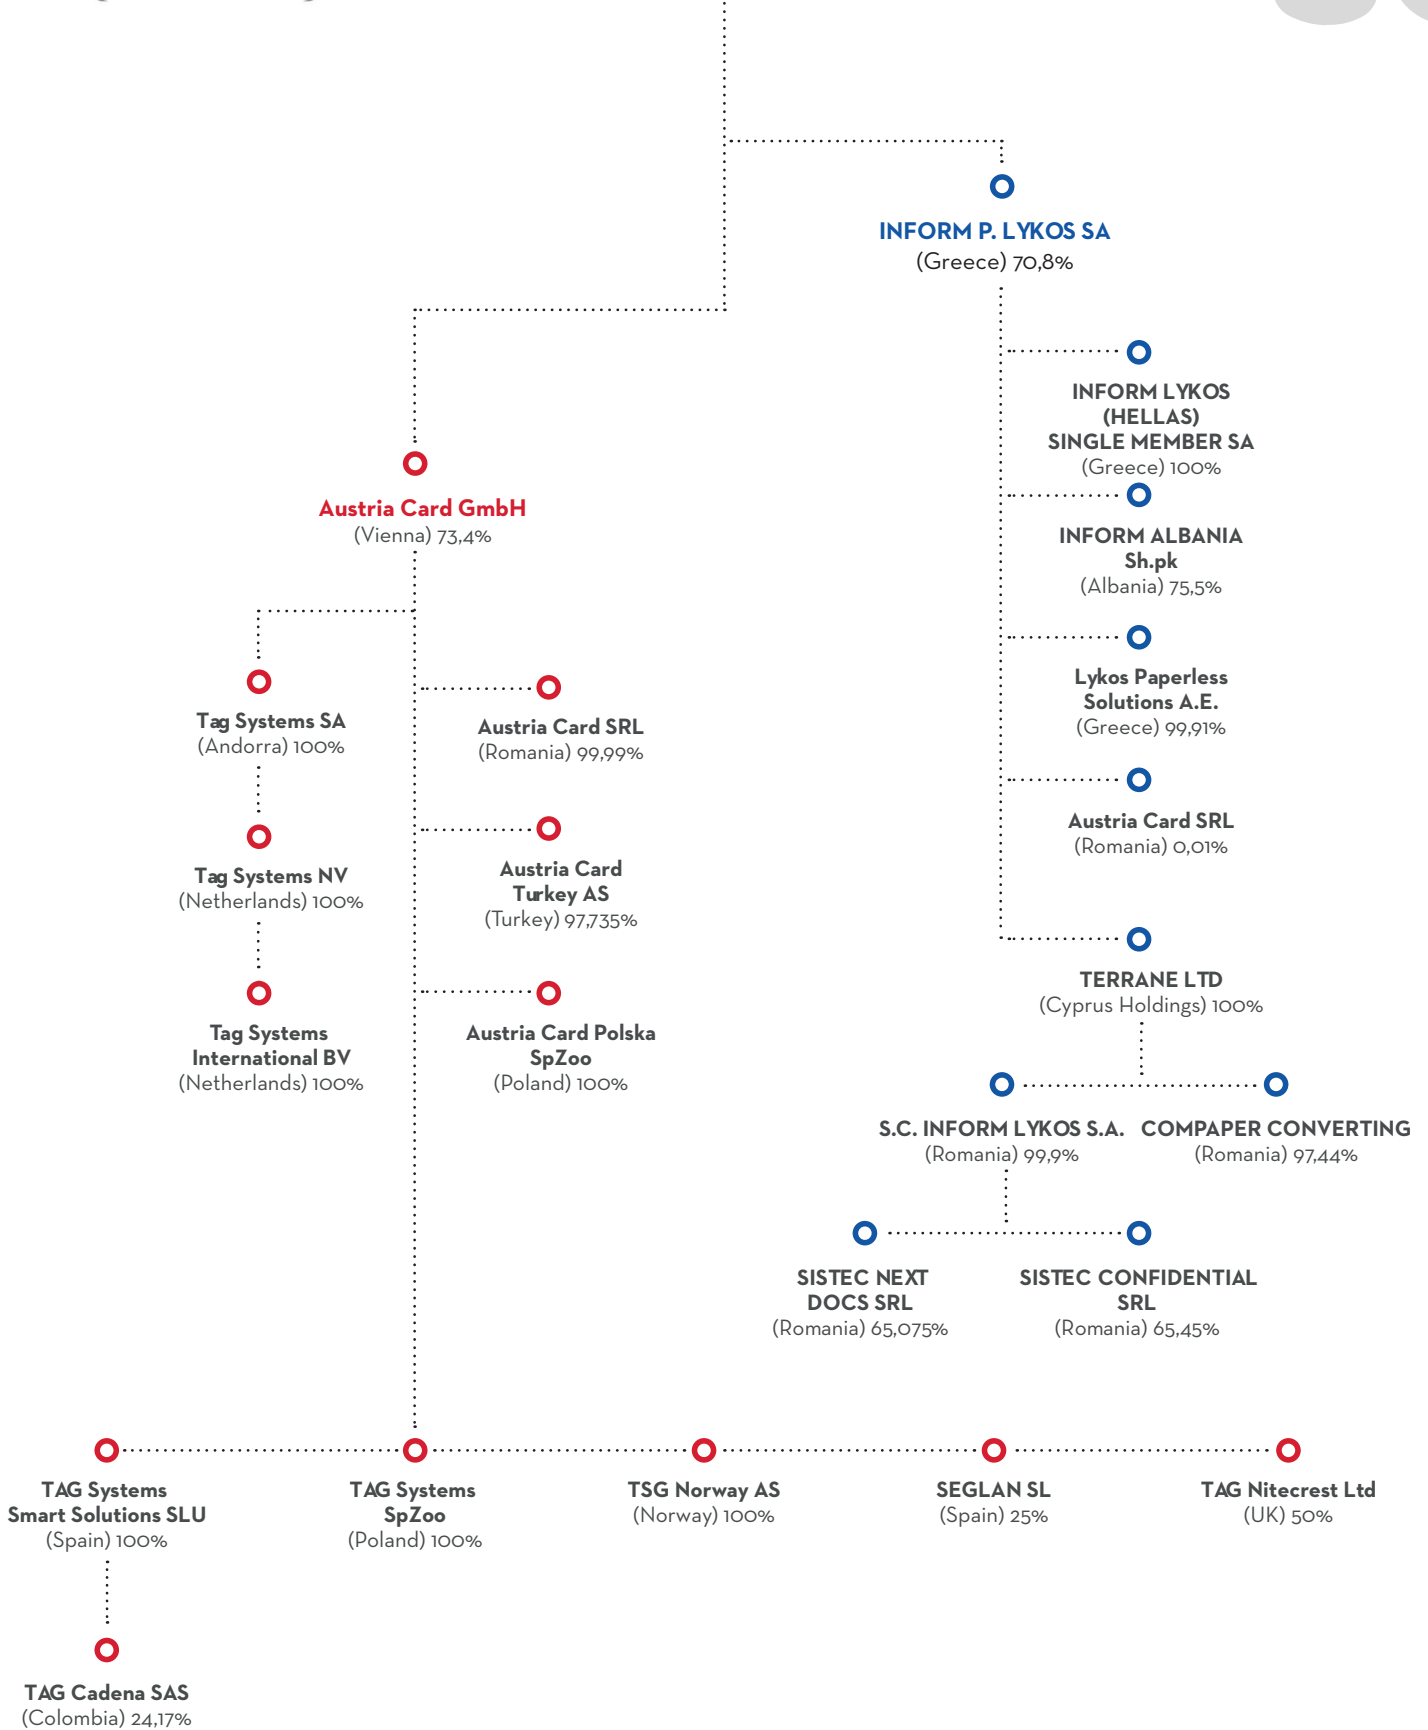 INFORM P. LYKOS SA
(Greece) 70,8%
INFORM LYKOS
(HELLAS)
SINGLE MEMBER SA
(Greece) 100%
INFORM ALBANIA
Sh.pk
(Albania) 75,5%
Lykos Paperless
Solutions A.E.
(Greece) 99,91%
Austria Card SRL
(Romania) 0,01%
TERRANE LTD
(Cyprus Holdings) 100%
S.C. INFORM LYKOS S.A.
(Romania) 99,9%
COMPAPER CONVERTING
(Romania) 97,44%
SISTEC NEXT
DOCS SRL
(Romania) 65,075%
SISTEC CONFIDENTIAL
SRL
(Romania) 65,45%
Austria Card GmbH
(Vienna) 73,4%
Tag Systems SA
(Andorra) 100%
Tag Systems NV
(Netherlands) 100%
Tag Systems
International BV
(Netherlands) 100%
Austria Card SRL
(Romania) 99,99%
Austria Card
Turkey AS
(Turkey) 97,735%
Austria Card Polska
SpZoo
(Poland) 100%
TAG Systems
Smart Solutions SLU
(Spain) 100%
TAG Systems
SpZoo
(Poland) 100%
TSG Norway AS
(Norway) 100%
SEGLAN SL
(Spain) 25%
TAG Nitecrest Ltd
(UK) 50%
TAG Cadena SAS
(Colombia) 24,17%